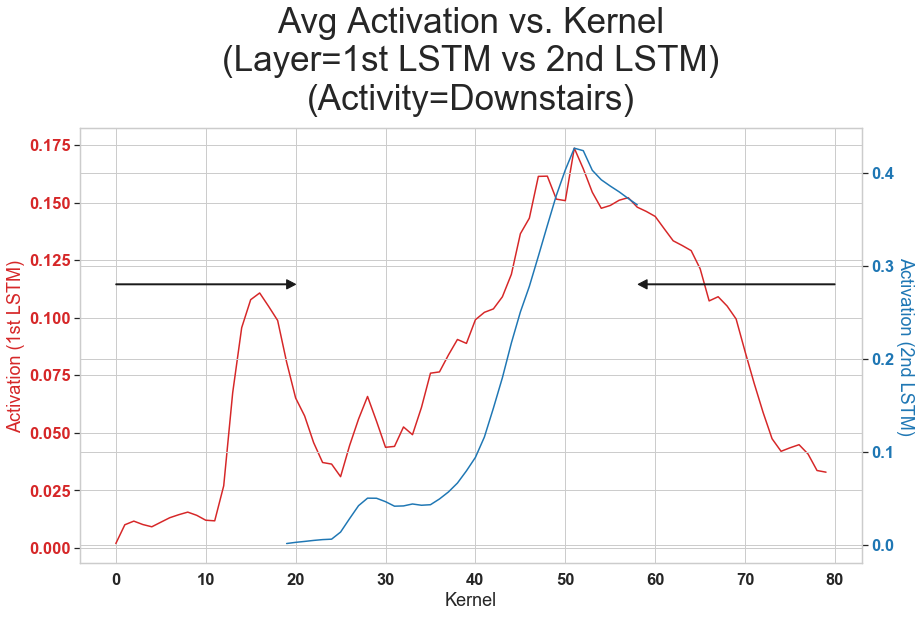 Avg Activation vs. Kernel
(Layer=1st LSTM vs 2nd LSTM)
(Activity=Downstairs)
Activation (1st LSTM)
0.175
0.150
0.125
0.100
0.075
0.050
0.025
0.000
0.4
0.3
0.2
0.1
0.0
Activation (2nd LSTM)
0 10 20 30 40 50 60 70 80
Kernel